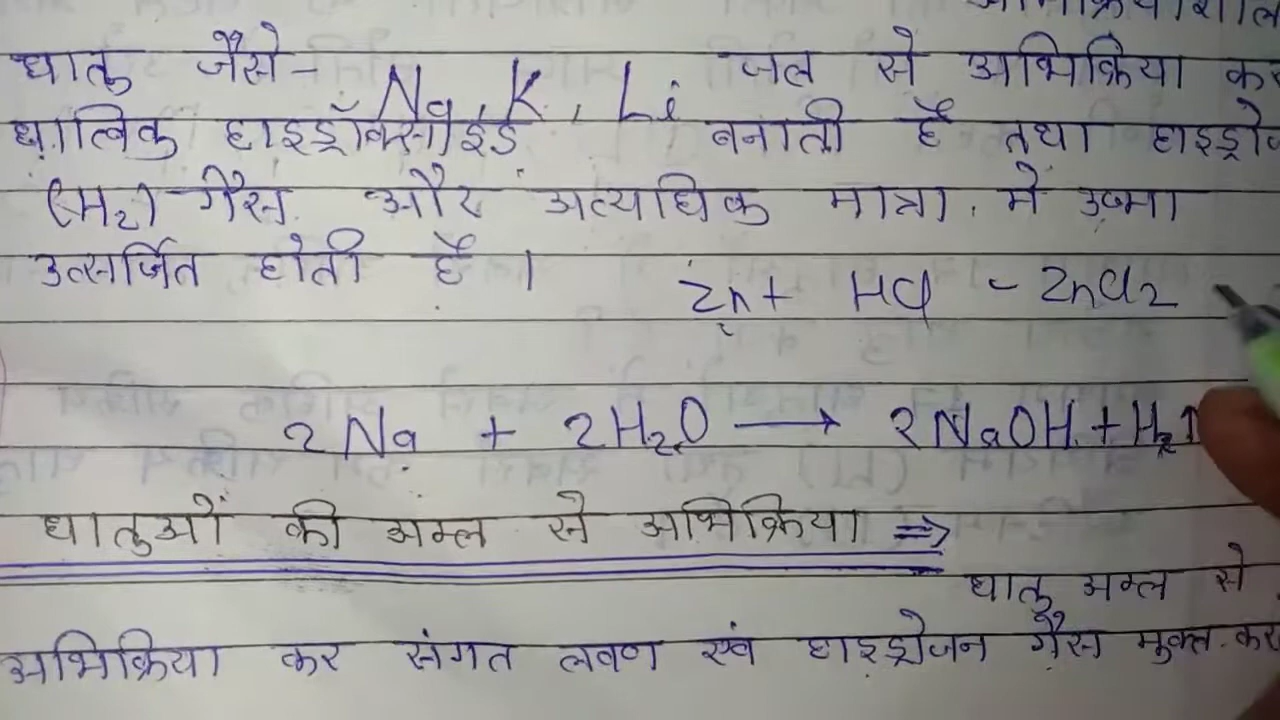 धातु जैसे- Na, K, Li जल से अभिक्रिया कर
धात्विक हाइड्रॉक्साइड बनाती है तथा हाइड्रो
(H2) गैस और अत्यधिक मात्रा में उष्मा
उत्सर्जित होती है ।
Zn + HCl - ZnCl2
2Na + 2H2O → 2NaOH + H2↑
धातुओं की अम्ल से अभिक्रिया ⇒
धातु अम्ल से
अभिक्रिया कर संगत लवण एवं हाइड्रोजन गैस मुक्त कर